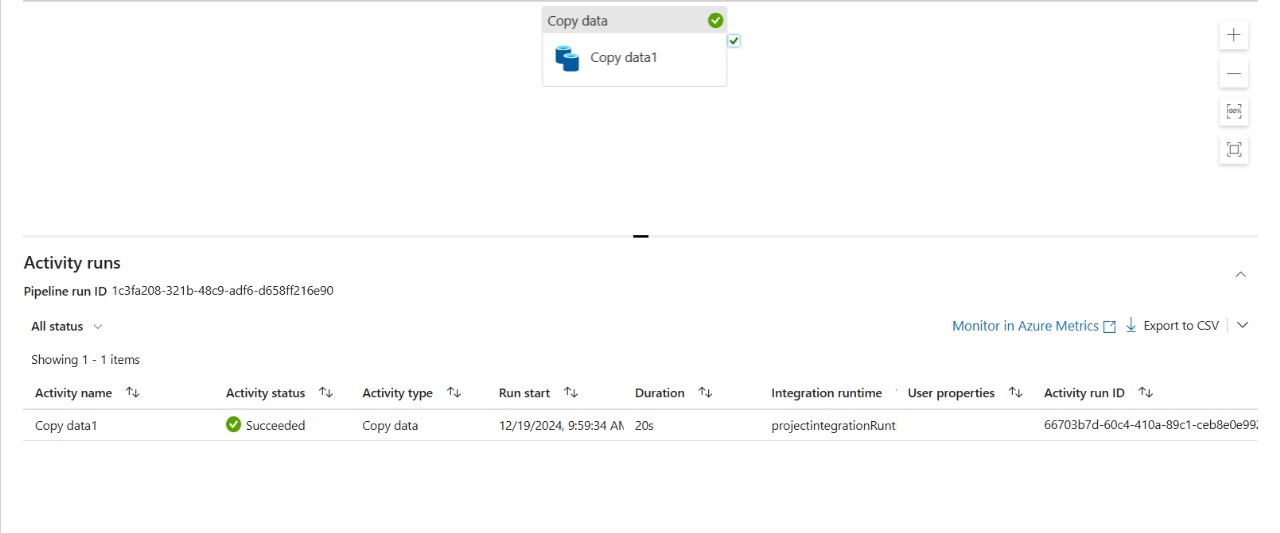 Copy data
Copy data1
Activity runs
Pipeline run ID 1c3fa208-321b-48c9-adf6-d658ff216e90
All status
Monitor in Azure Metrics Export to CSV
Showing 1 - 1 items
Activity name Activity status Activity type Run start Duration Integration runtime User properties Activity run ID
Copy data1 Succeeded Copy data 12/19/2024, 9:59:34 AM 20s projectintegrationRunti 66703b7d-60c4-410a-89c1-ceb8e0e992